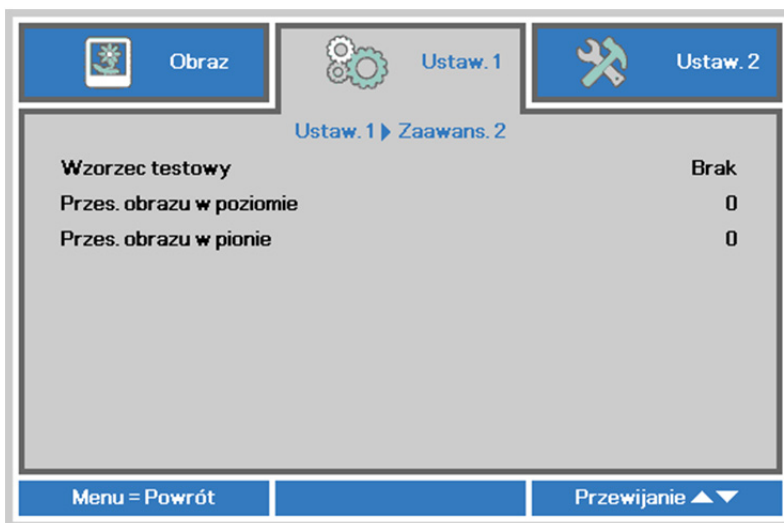 Obraz
Ustaw. 1
Ustaw. 2
Ustaw. 1 ▶ Zaawans. 2
Wzorzec testowy Brak
Przes. obrazu w poziomie 0
Przes. obrazu w pionie 0
Menu = Powrót
Przewijanie ▲▼